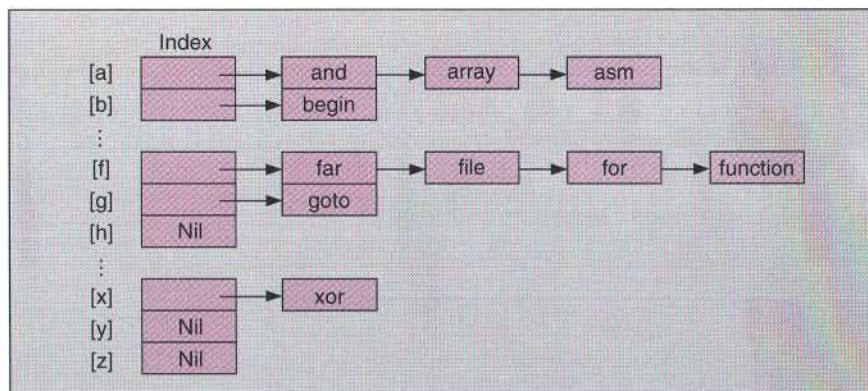 Index
[a] and array asm
[b] begin
⋮
[f] far file for function
[g] goto
[h] Nil
⋮
[x] xor
[y] Nil
[z] Nil